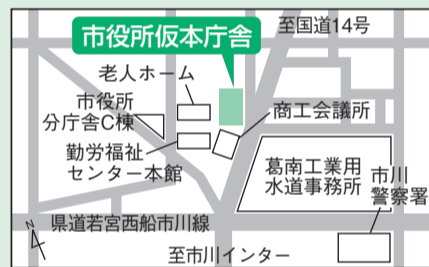 至国道14号
市役所仮本庁舎
老人ホーム
市役所
分庁舎C棟
商工会議所
勤労福祉
センター本館
葛南工業用
水道事務所
市川
警察署
県道若宮西船市川線
至市川インター
N